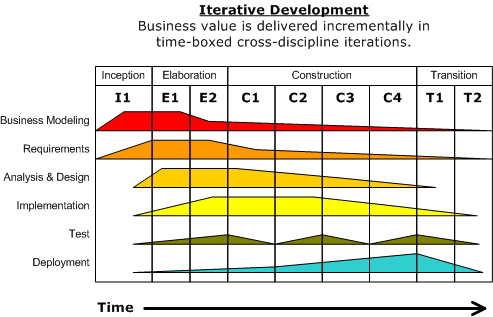 Iterative Development
Business value is delivered incrementally in
time-boxed cross-discipline iterations.
Inception Elaboration Construction Transition
I1 E1 E2 C1 C2 C3 C4 T1 T2
Business Modeling
Requirements
Analysis & Design
Implementation
Test
Deployment
Time